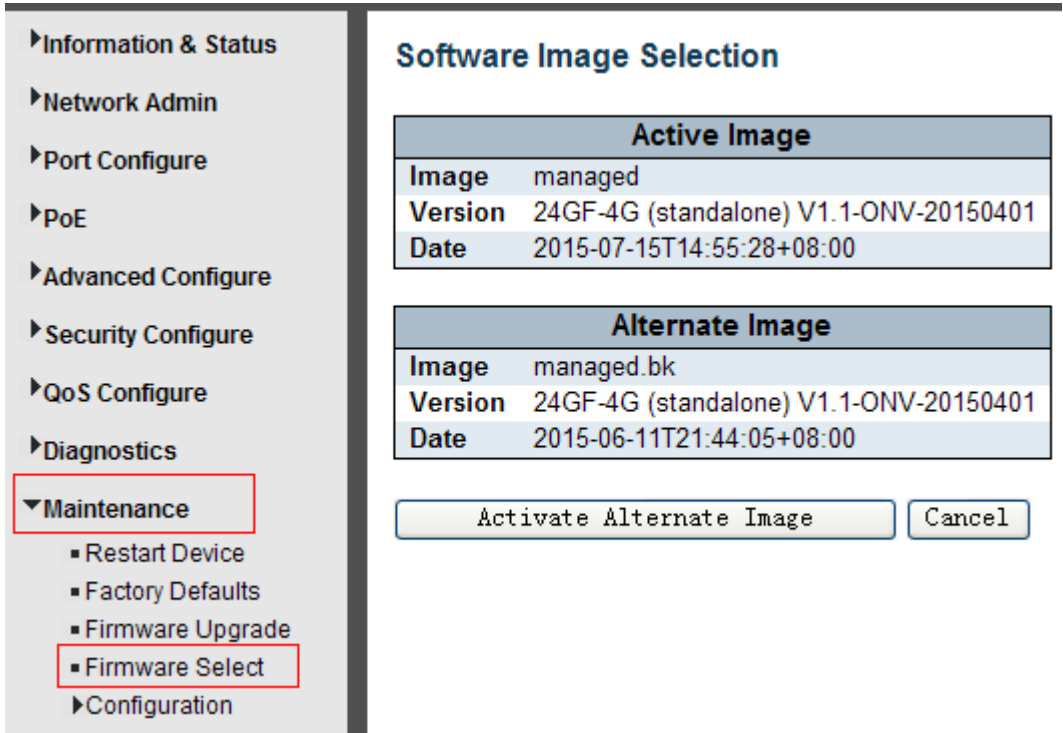 Information & Status
Network Admin
Port Configure
PoE
Advanced Configure
Security Configure
QoS Configure
Diagnostics
Maintenance
Restart Device
Factory Defaults
Firmware Upgrade
Firmware Select
Configuration
Software Image Selection
Active Image
Image managed
Version 24GF-4G (standalone) V1.1-ONV-20150401
Date 2015-07-15T14:55:28+08:00
Alternate Image
Image managed.bk
Version 24GF-4G (standalone) V1.1-ONV-20150401
Date 2015-06-11T21:44:05+08:00
Activate Alternate Image Cancel